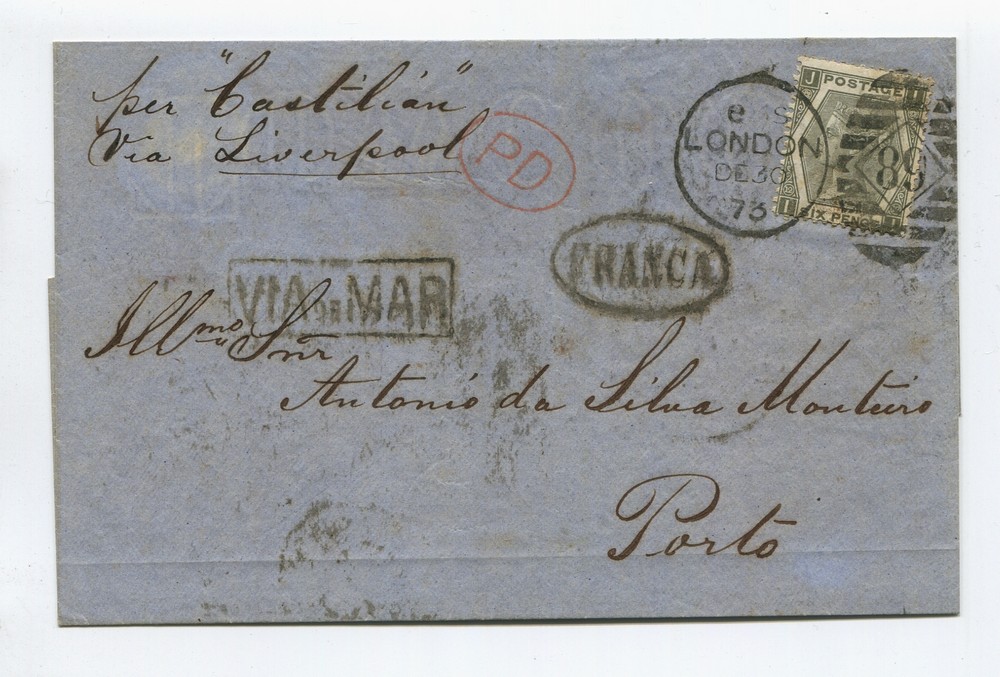 per "Castilian"
Via Liverpool
PD
e S
LONDON
DE 30
73
89
J POSTAGE I
I SIX PENCE J
FRANCA
VIA DE MAR
Illmo Snr
Antonio da Silva Monteiro
Porto